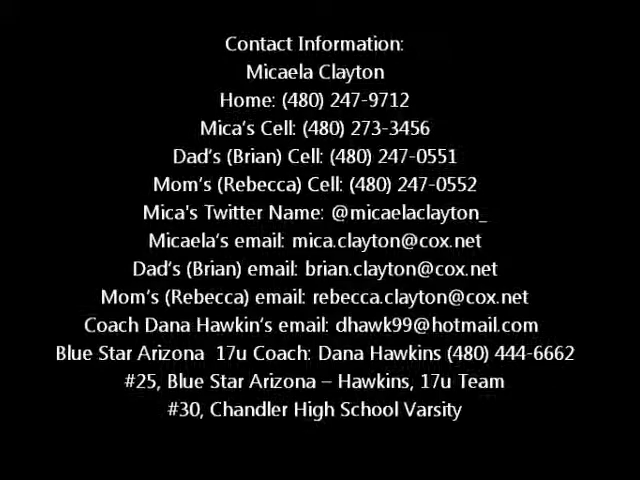 Contact Information:
Micaela Clayton
Home: (480) 247-9712
Mica's Cell: (480) 273-3456
Dad's (Brian) Cell: (480) 247-0551
Mom's (Rebecca) Cell: (480) 247-0552
Mica's Twitter Name: @micaelaclayton_
Micaela's email: mica.clayton@cox.net
Dad's (Brian) email: brian.clayton@cox.net
Mom's (Rebecca) email: rebecca.clayton@cox.net
Coach Dana Hawkin's email: dhawk99@hotmail.com
Blue Star Arizona 17u Coach: Dana Hawkins (480) 444-6662
#25, Blue Star Arizona – Hawkins, 17u Team
#30, Chandler High School Varsity